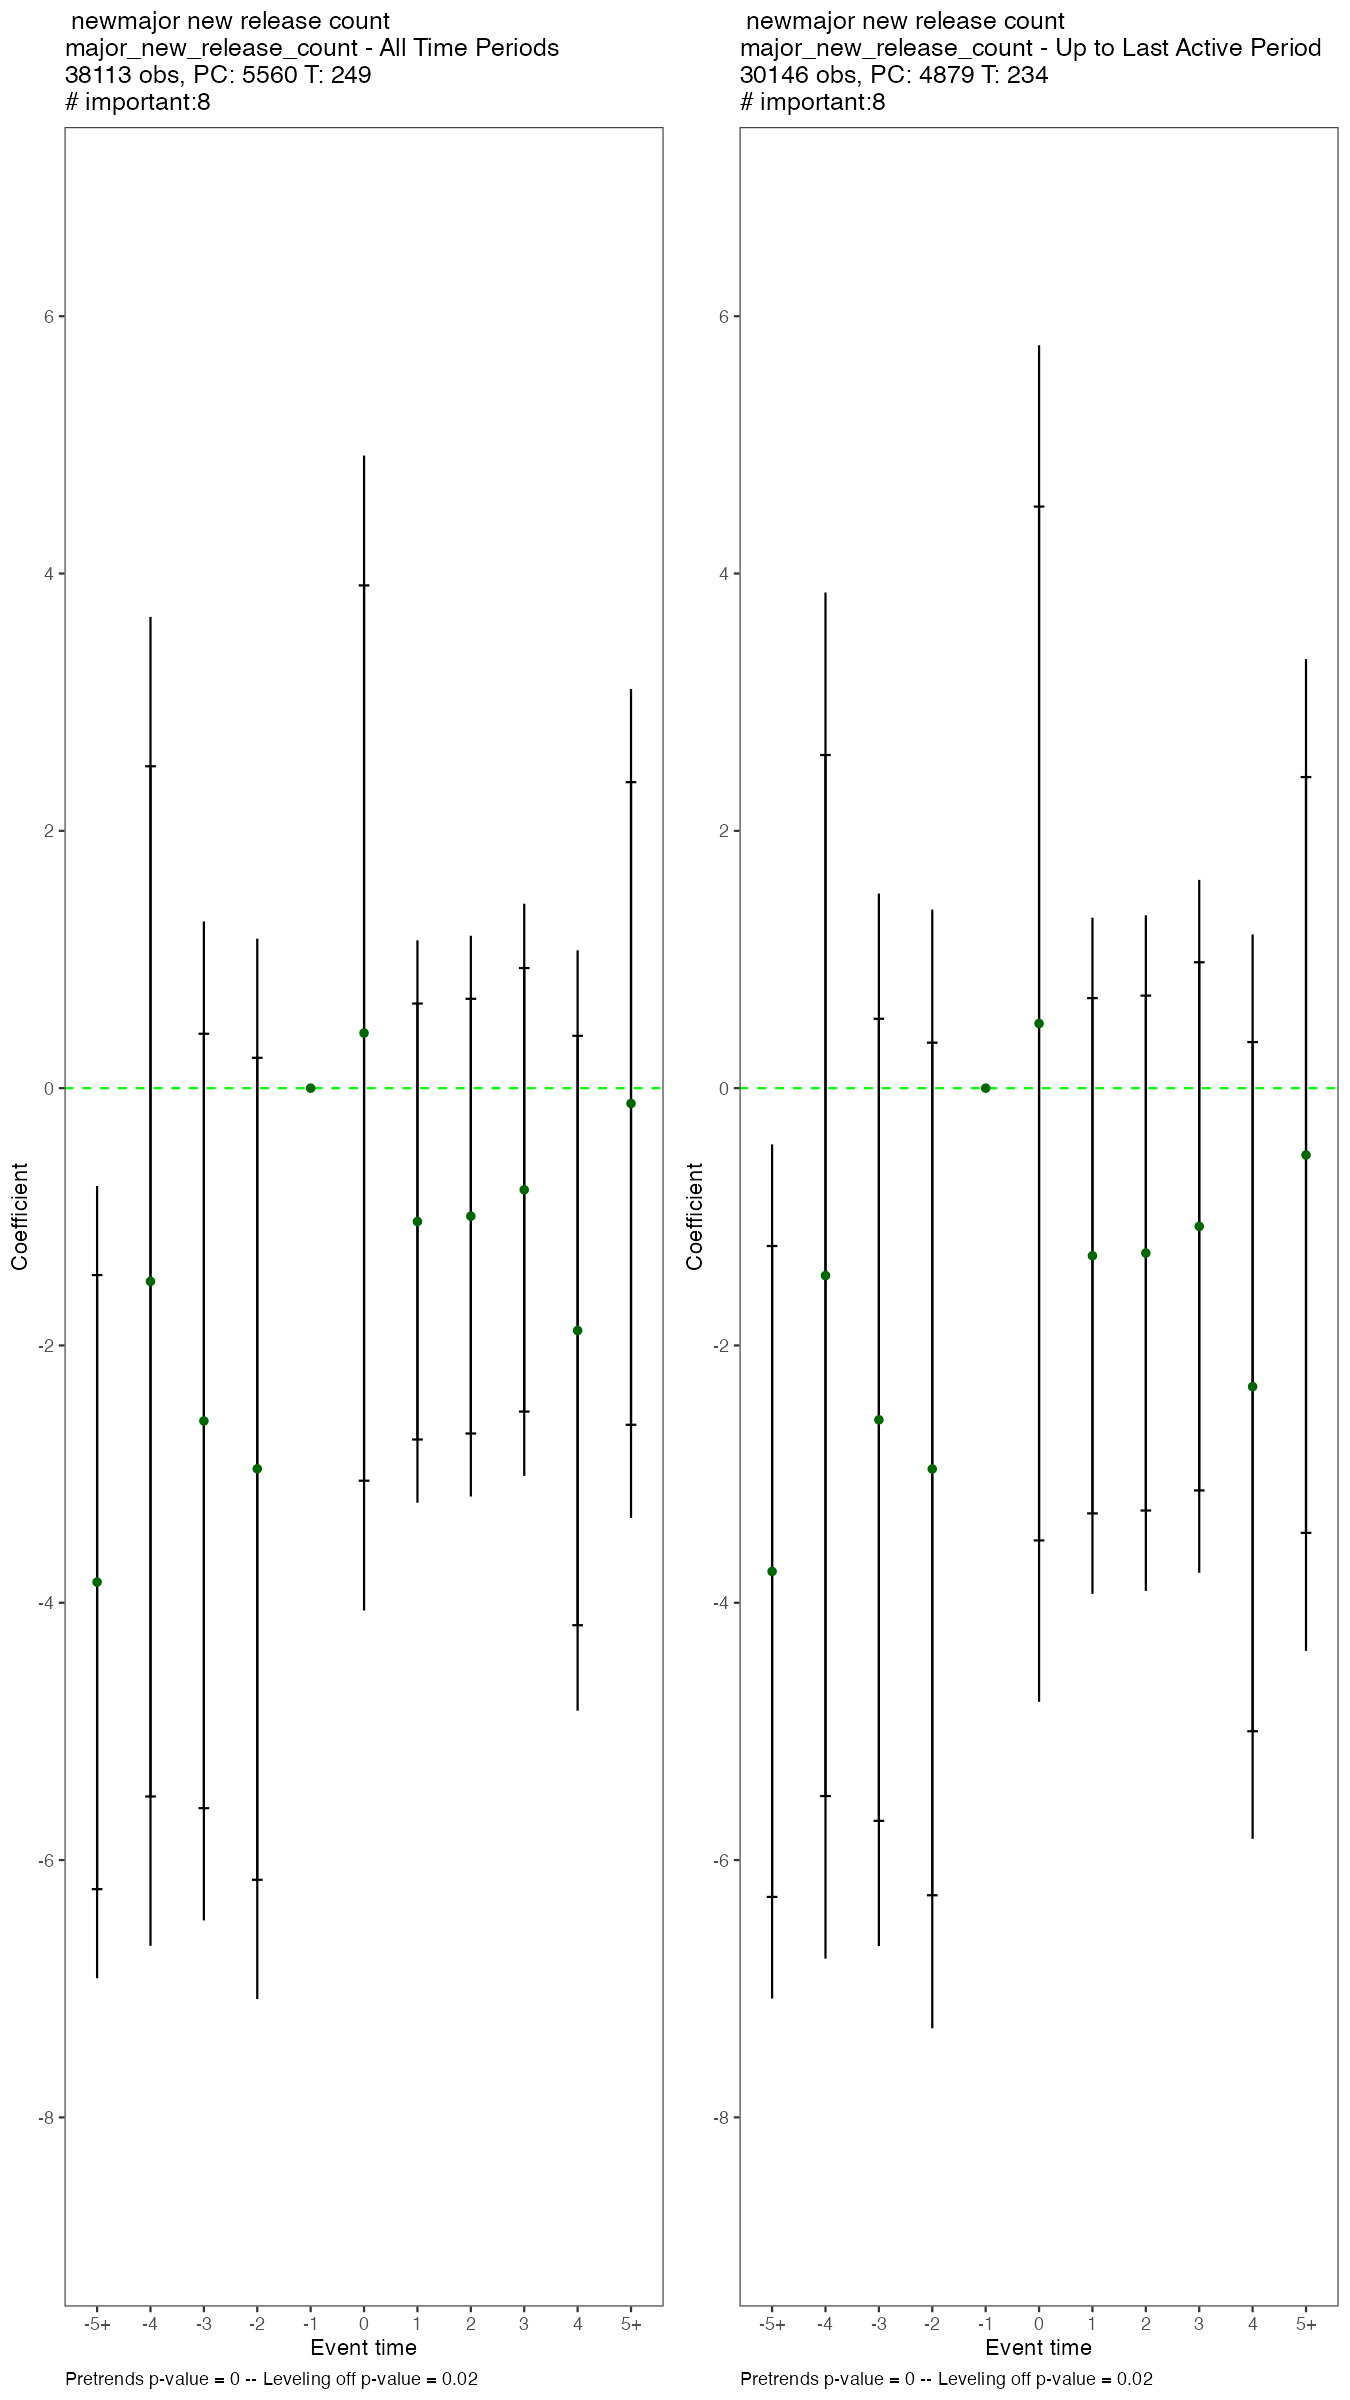 newmajor new release count
major_new_release_count - All Time Periods
38113 obs, PC: 5560 T: 249
# important:8
6
4
2
0
-2
-4
-6
-8
Coefficient
-5+ -4 -3 -2 -1 0 1 2 3 4 5+
Event time
Pretrends p-value = 0 -- Leveling off p-value = 0.02
newmajor new release count
major_new_release_count - Up to Last Active Period
30146 obs, PC: 4879 T: 234
# important:8
6
4
2
0
-2
-4
-6
-8
Coefficient
-5+ -4 -3 -2 -1 0 1 2 3 4 5+
Event time
Pretrends p-value = 0 -- Leveling off p-value = 0.02